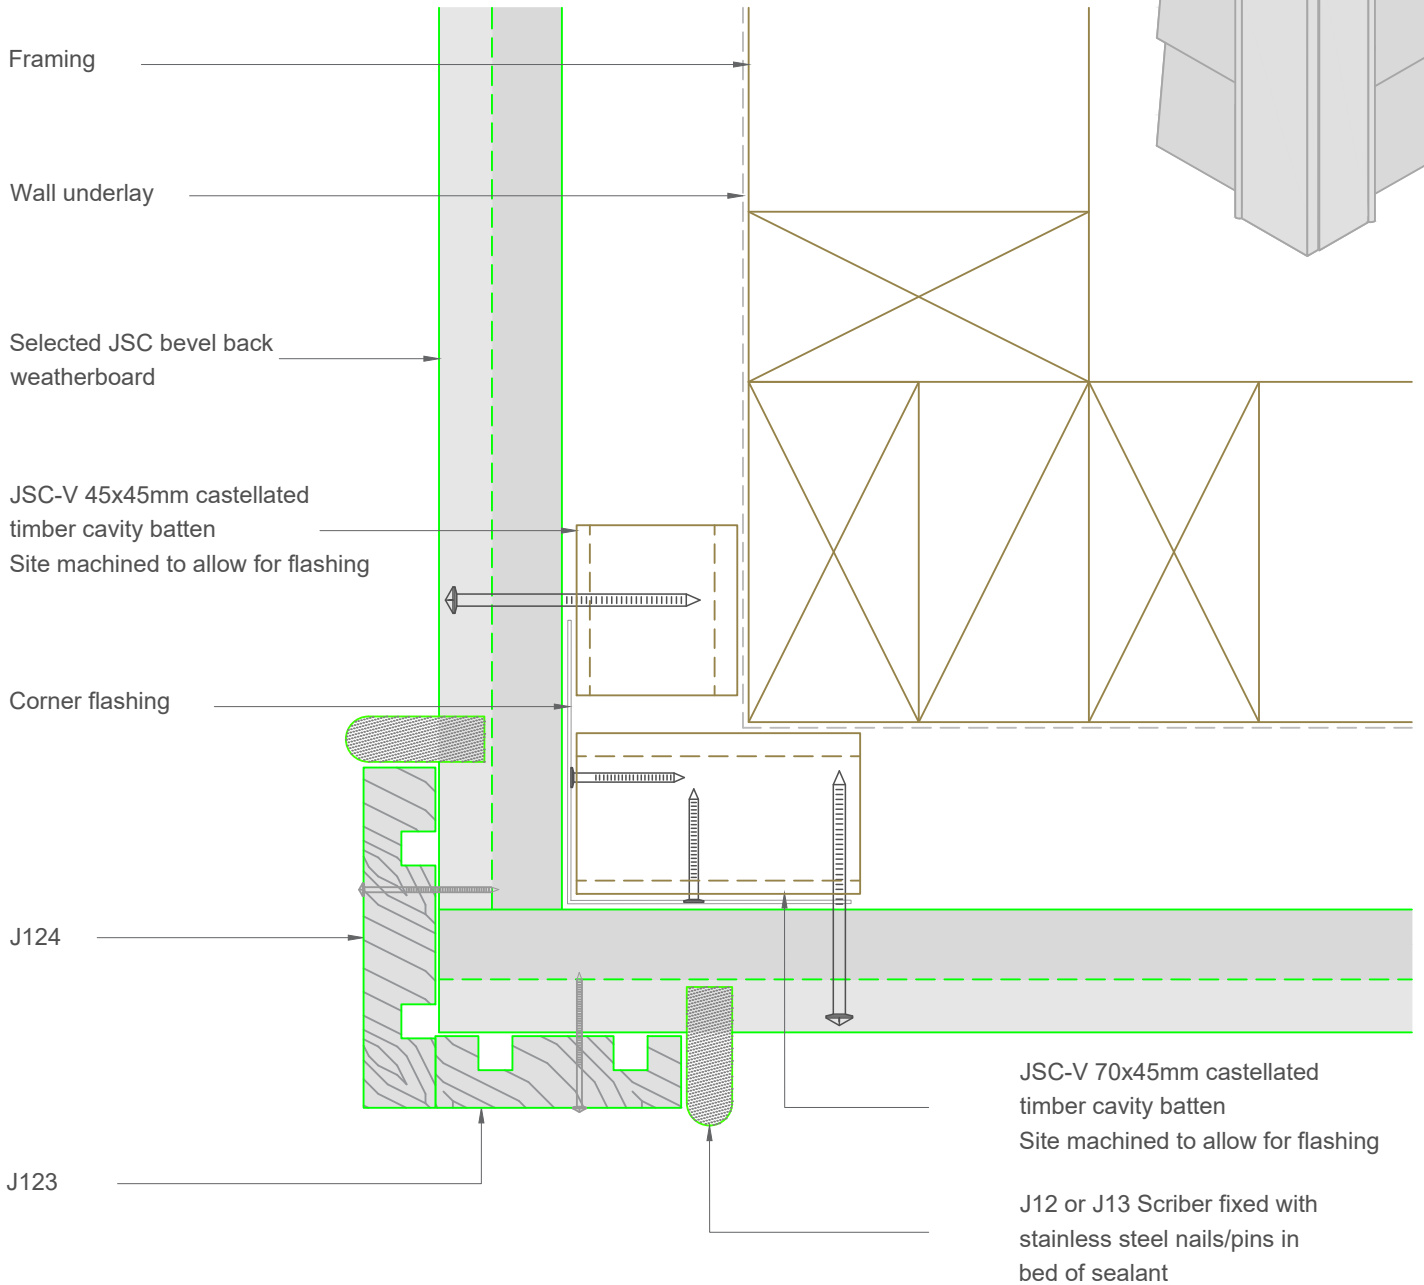 Framing
Wall underlay
Selected JSC bevel back
weatherboard
JSC-V 45x45mm castellated
timber cavity batten
Site machined to allow for flashing
Corner flashing
J124
J123
JSC-V 70x45mm castellated
timber cavity batten
Site machined to allow for flashing
J12 or J13 Scriber fixed with
stainless steel nails/pins in
bed of sealant